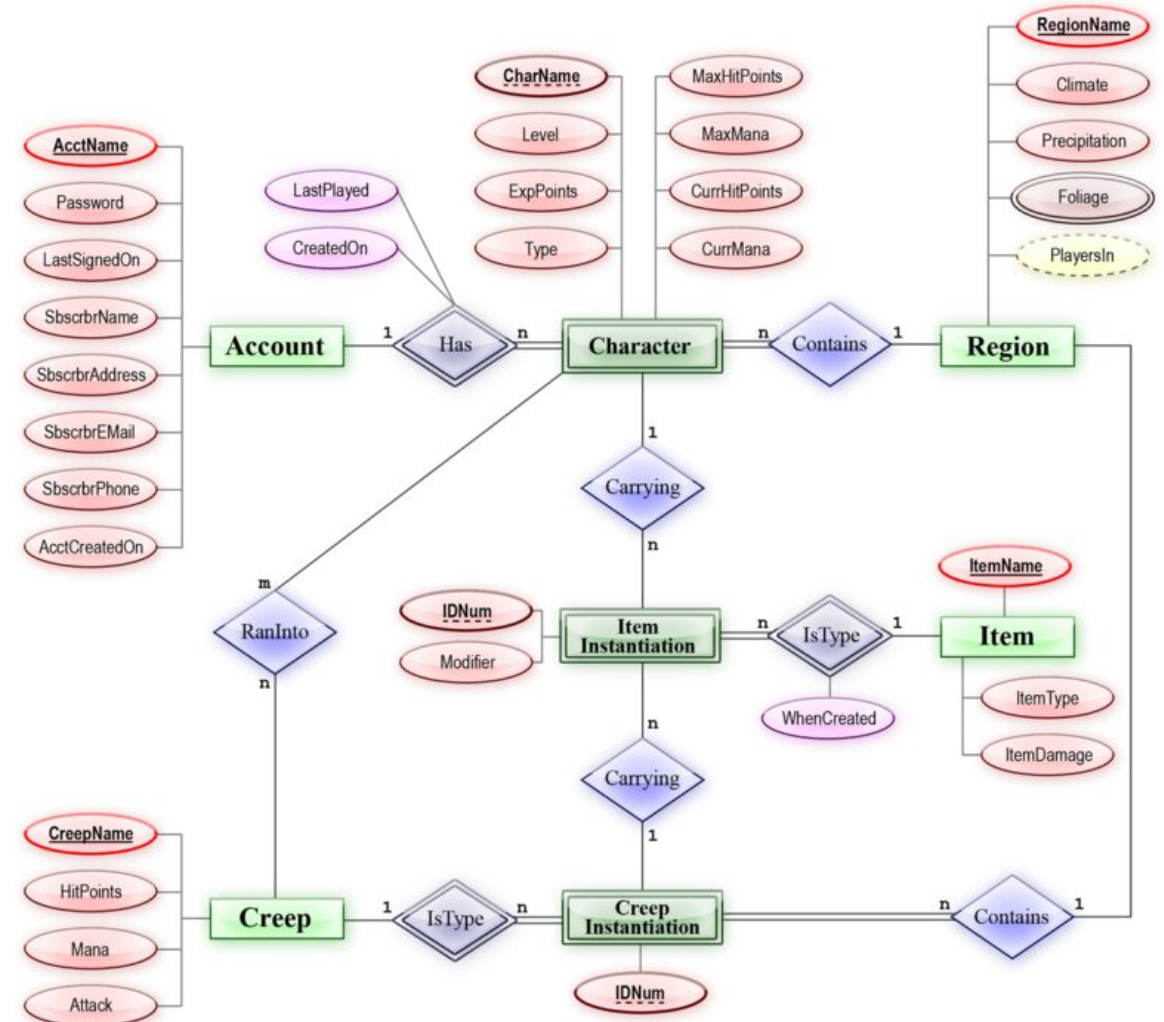 RegionName
CharName
MaxHitPoints
Climate
Level
MaxMana
Precipitation
AcctName
LastPlayed
ExpPoints
CurrHitPoints
Foliage
Password
CreatedOn
Type
CurrMana
PlayersIn
LastSignedOn
SbscrbrName
Account
1
Has
n
Character
n
Contains
1
Region
SbscrbrAddress
SbscrbrEMail
1
SbscrbrPhone
Carrying
AcctCreatedOn
n
ItemName
m
IDNum
RanInto
Item
Instantiation
n
IsType
1
Item
Modifier
n
WhenCreated
ItemType
n
ItemDamage
Carrying
CreepName
1
HitPoints
Creep
1
IsType
n
Creep
Instantiation
n
Contains
1
Mana
IDNum
Attack